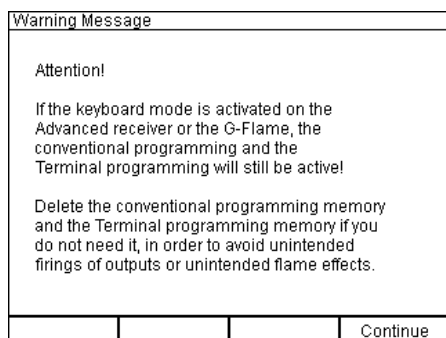 Warning Message
Attention!
If the keyboard mode is activated on the
Advanced receiver or the G-Flame, the
conventional programming and the
Terminal programming will still be active!
Delete the conventional programming memory
and the Terminal programming memory if you
do not need it, in order to avoid unintended
firings of outputs or unintended flame effects.
Continue